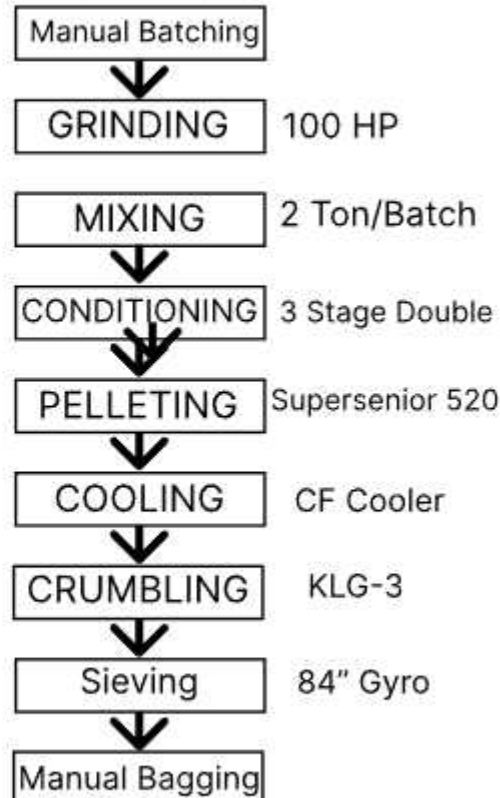 Manual Batching
GRINDING 100 HP
MIXING 2 Ton/Batch
CONDITIONING 3 Stage Double
PELLETING Supersenior 520
COOLING CF Cooler
CRUMBLING KLG-3
Sieving 84” Gyro
Manual Bagging